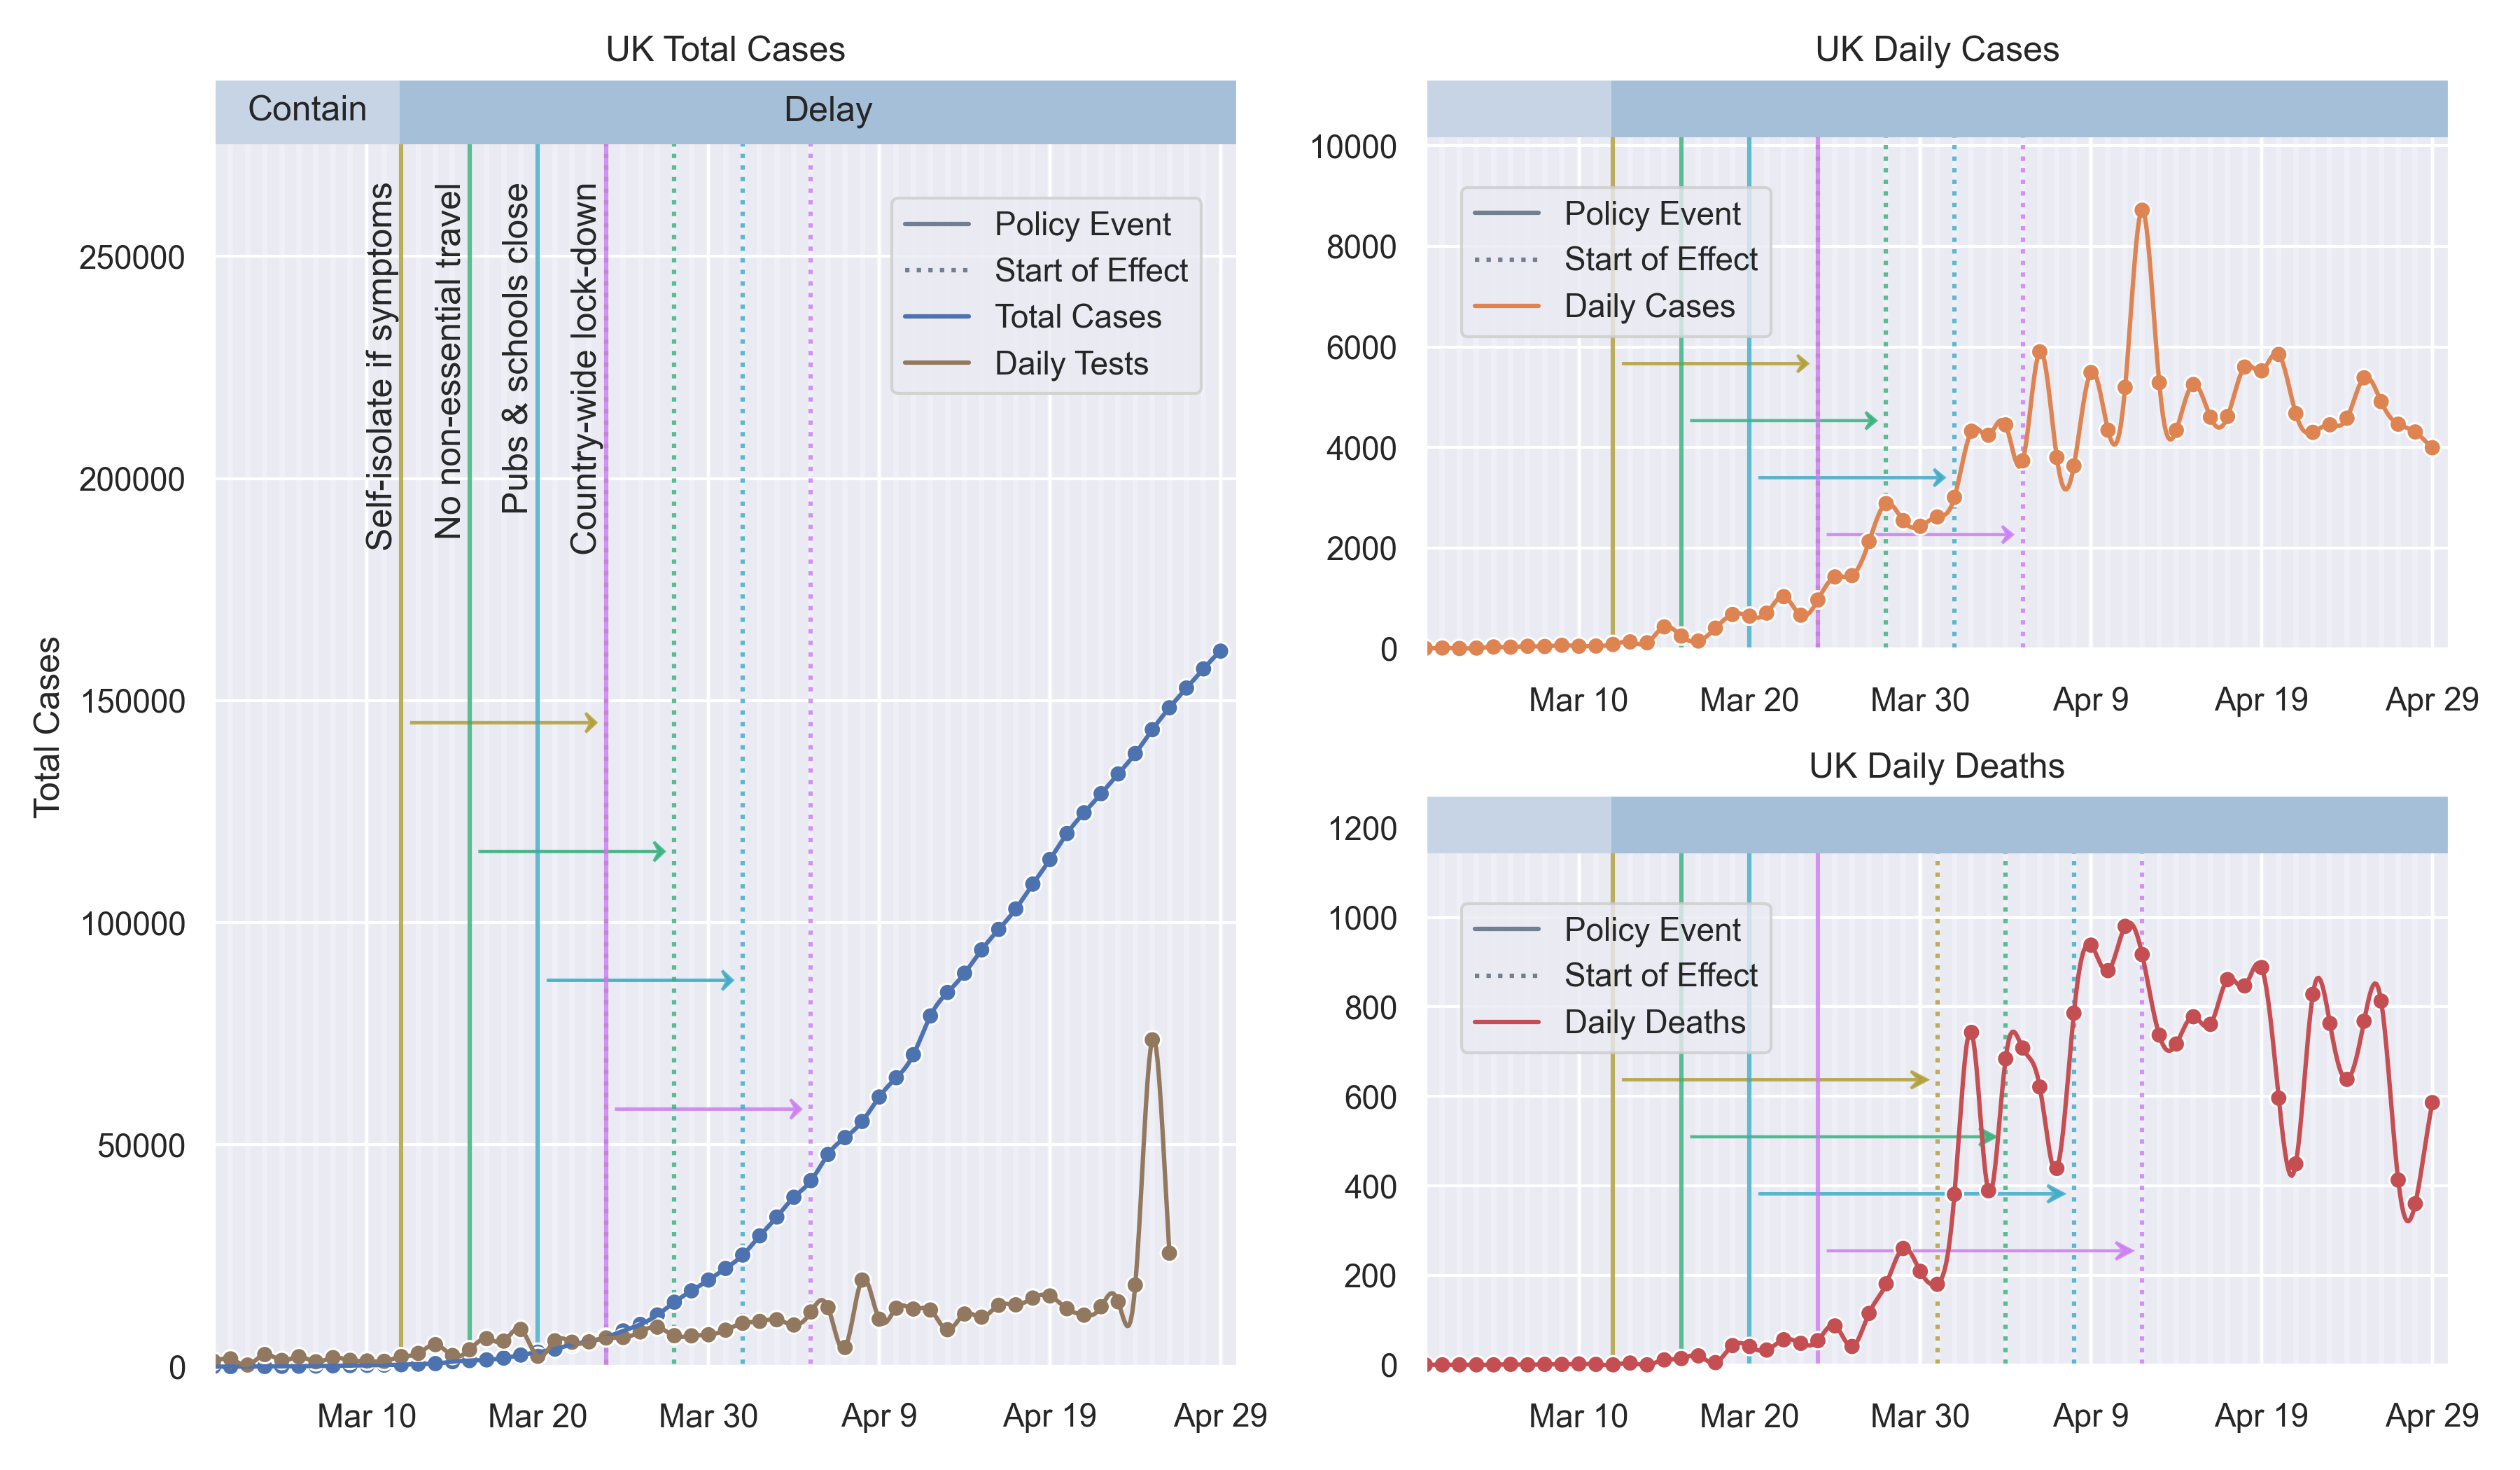 UK Total Cases
Contain
Delay
Self-isolate if symptoms
No non-essential travel
Pubs & schools close
Country-wide lock-down
Policy Event
Start of Effect
Total Cases
Daily Tests
Total Cases
250000
200000
150000
100000
50000
0
Mar 10
Mar 20
Mar 30
Apr 9
Apr 19
Apr 29
UK Daily Cases
Policy Event
Start of Effect
Daily Cases
10000
8000
6000
4000
2000
0
Mar 10
Mar 20
Mar 30
Apr 9
Apr 19
Apr 29
UK Daily Deaths
Policy Event
Start of Effect
Daily Deaths
1200
1000
800
600
400
200
0
Mar 10
Mar 20
Mar 30
Apr 9
Apr 19
Apr 29